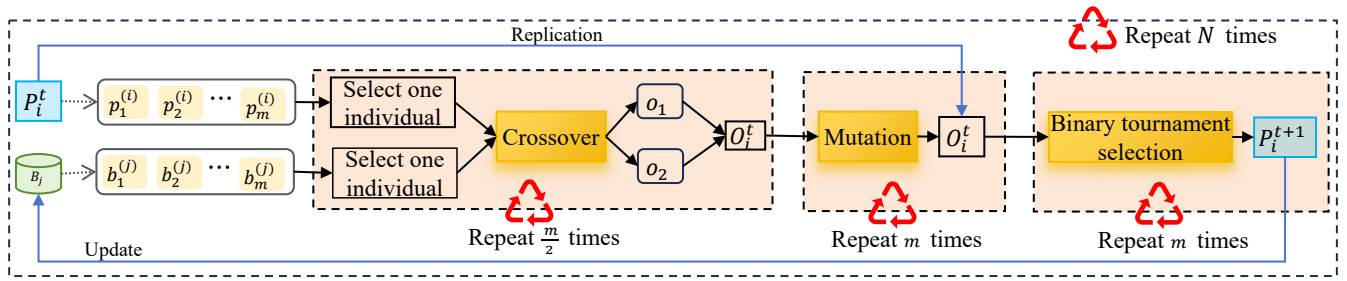 Replication
Repeat N times
P_i^t
p_1^{(i)} p_2^{(i)} ⋯ p_m^{(i)}
Select one
individual
Crossover
o_1
o_2
O_i^t
Mutation
O_i^t
Binary tournament
selection
P_i^{t+1}
B_j
b_1^{(j)} b_2^{(j)} ⋯ b_m^{(j)}
Select one
individual
Repeat m/2 times
Repeat m times
Repeat m times
Update